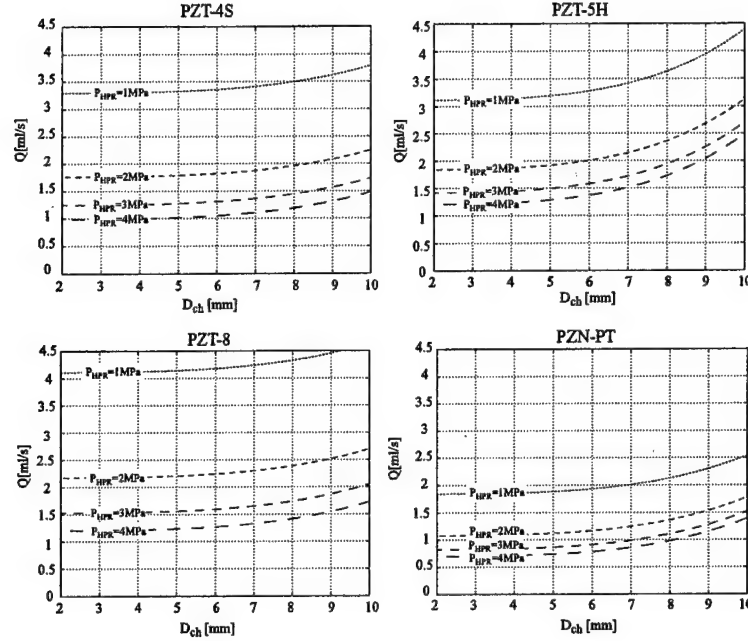 PZT-4S
4.5
4
3.5
3
2.5
2
1.5
1
0.5
0
Q[ml/s]
P_HPR=1MPa
P_HPR=2MPa
P_HPR=3MPa
P_HPR=4MPa
2 3 4 5 6 7 8 9 10
D_ch [mm]
PZT-5H
4.5
4
3.5
3
2.5
2
1.5
1
0.5
0
Q[ml/s]
P_HPR=1MPa
P_HPR=2MPa
P_HPR=3MPa
P_HPR=4MPa
2 3 4 5 6 7 8 9 10
D_ch [mm]
PZT-8
4.5
4
3.5
3
2.5
2
1.5
1
0.5
0
Q[ml/s]
P_HPR=1MPa
P_HPR=2MPa
P_HPR=3MPa
P_HPR=4MPa
2 3 4 5 6 7 8 9 10
D_ch [mm]
PZN-PT
4.5
4
3.5
3
2.5
2
1.5
1
0.5
0
Q[ml/s]
P_HPR=1MPa
P_HPR=2MPa
P_HPR=3MPa
P_HPR=4MPa
2 3 4 5 6 7 8 9 10
D_ch [mm]